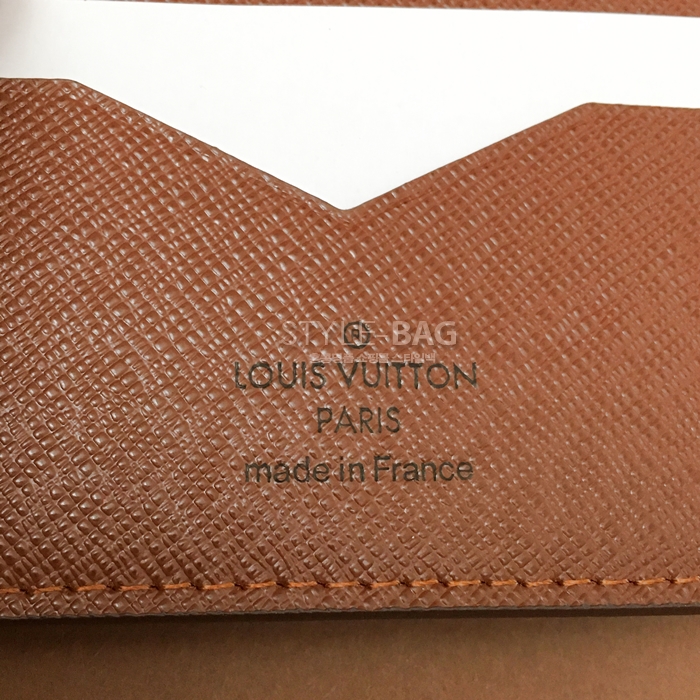 STYLE-BAG
LOUIS VUITTON
PARIS
made in France